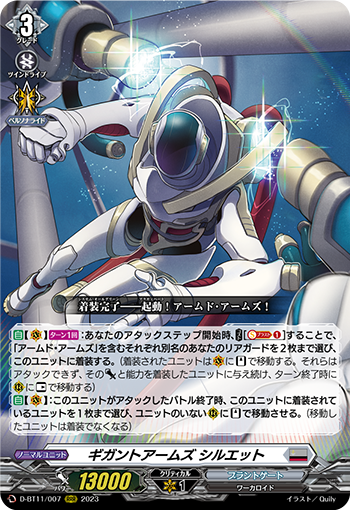 3
グレード
ツインドライブ
ペルソナライド
着装完了――起動！アームド・アームズ！
【自】【(V)】【ターン1回】:あなたのアタックステップ開始時、【コスト】[ブラスト 1]することで、
「アームド・アームズ」を含むそれぞれ別名のあなたのリアガードを2枚まで選び、
このユニットに着装する。(着装されたユニットは(V)に[・]で移動する。それらは
アタックできず、その と能力を着装したユニットに与え続け、ターン終了時に
(R)に で移動する)
【自】【(V)】:このユニットがアタックしたバトル終了時、このユニットに着装されて
いるユニットを1枚まで選び、ユニットのいない(R)に[・]で移動させる。(移動し
たユニットは着装でなくなる)
ノーマルユニット
ギガントアームズ シルエット
パワー
13000
クリティカル
1
ブラントゲート
ワーカロイド
D-BT11/007 RRR 2023
イラスト／Quily